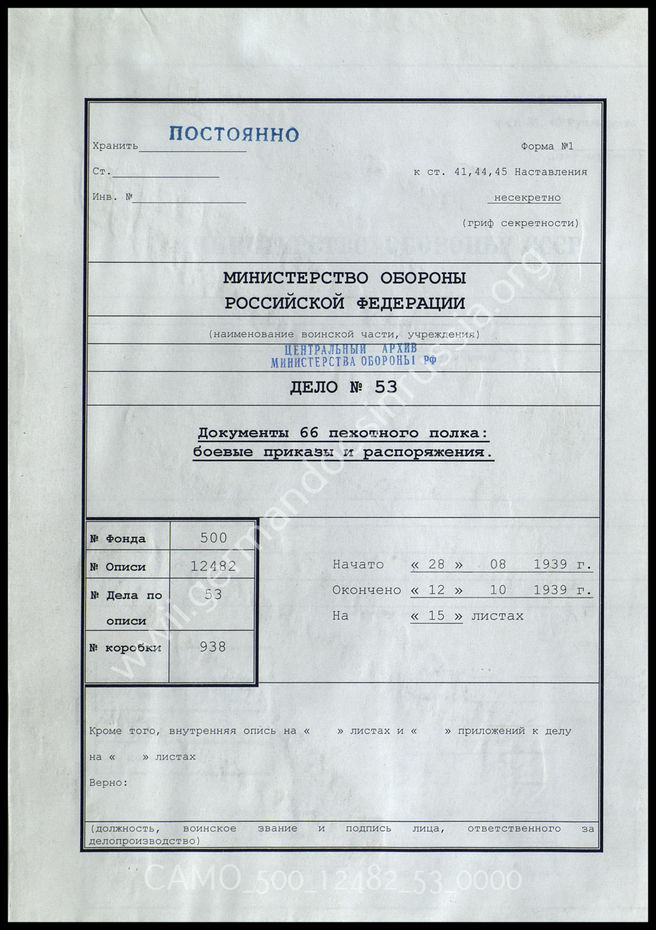 ПОСТОЯННО
Хранить
Форма №1
Ст.
к ст. 41,44,45 Наставления
Инв. №
несекретно
(гриф секретности)
МИНИСТЕРСТВО ОБОРОНЫ
РОССИЙСКОЙ ФЕДЕРАЦИИ
(наименование воинской части, учреждения)
ЦЕНТРАЛЬНЫЙ АРХИВ
МИНИСТЕРСТВА ОБОРОНЫ РФ
ДЕЛО № 53
Документы 66 пехотного полка:
боевые приказы и распоряжения.
№ Фонда 500
№ Описи 12482
№ Дела по описи 53
№ коробки 938
Начато « 28 » 08 1939 г.
Окончено « 12 » 10 1939 г.
На « 15 » листах
Кроме того, внутренняя опись на « » листах и « » приложений к делу
на « » листах
Верно:
(должность, воинское звание и подпись лица, ответственного за
делопроизводство)
www.germandocsinrussia.org
CAMO_500_12482_53_0000